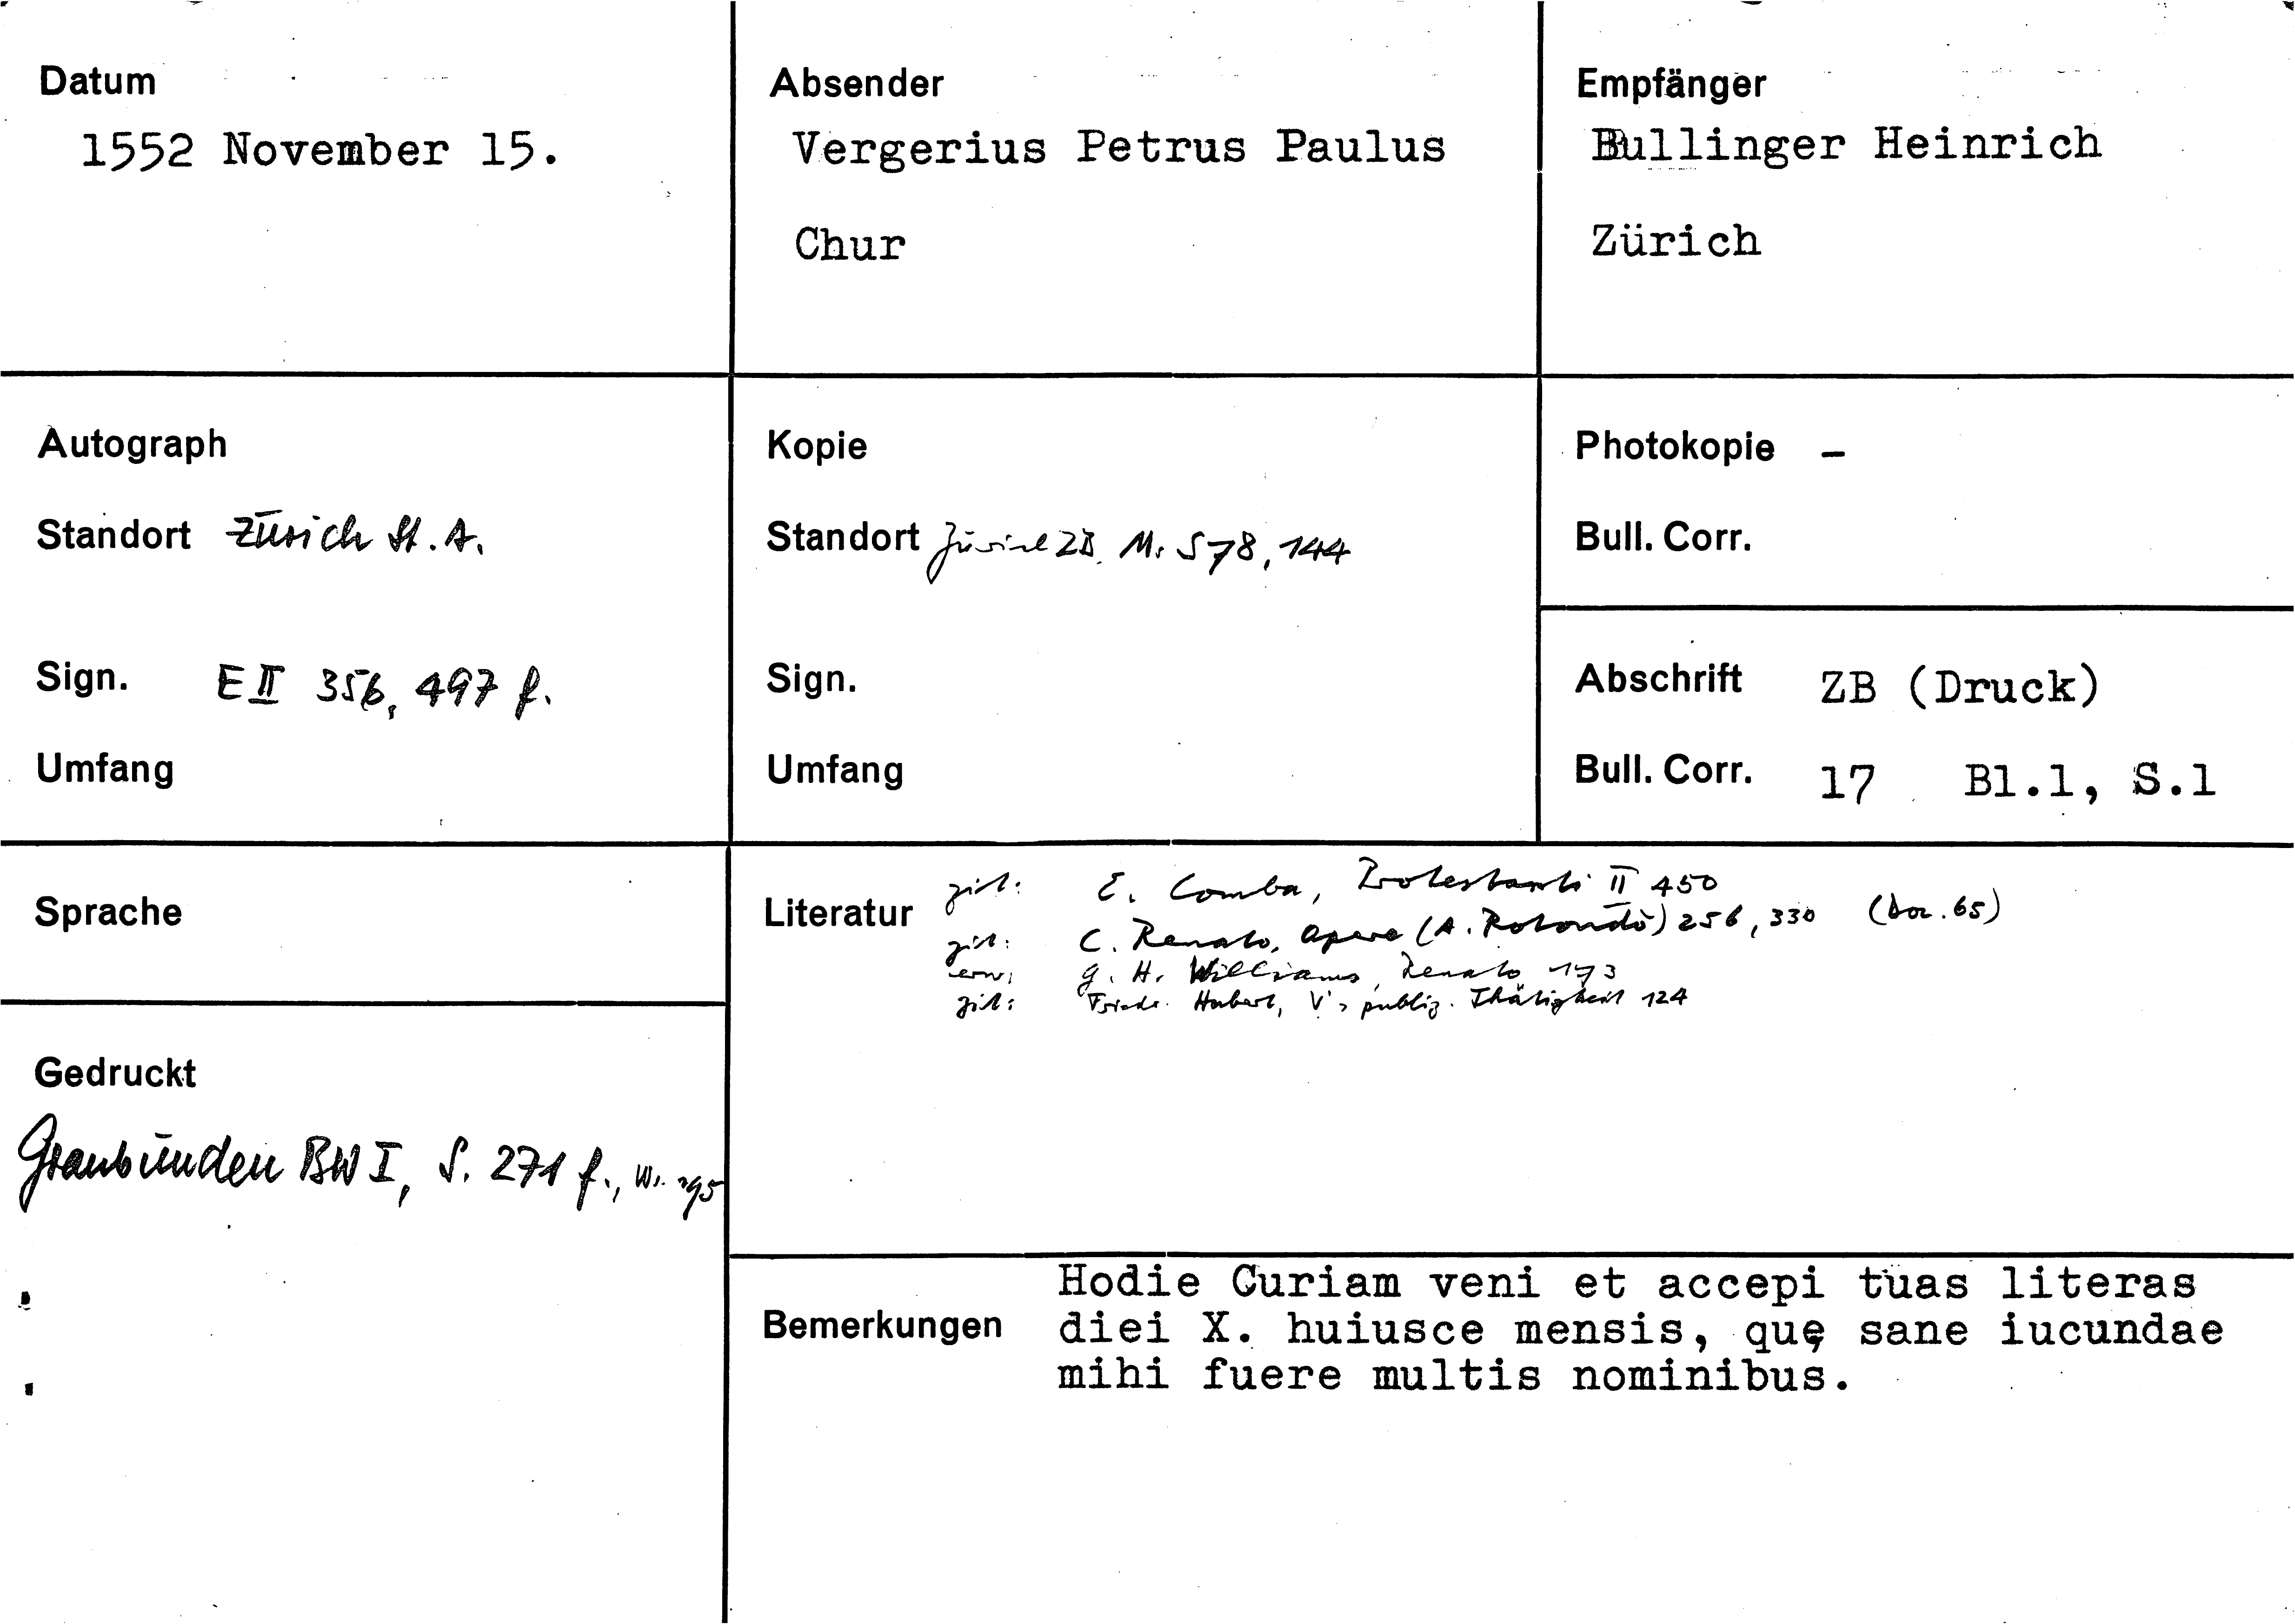 Datum
1552 November 15.
Absender
Vergerius Petrus Paulus
Chur
Empfänger
Bullinger Heinrich
Zürich
Autograph
Standort Zürich St. A.
Sign. E II 356, 497 f.
Umfang
Kopie
Standort Zürich ZB Ms S 78, 144
Sign.
Umfang
Photokopie –
Bull. Corr.
Abschrift ZB (Druck)
Bull. Corr. 17 Bl.1, S.1
Sprache
Gedruckt
Graubünden BW I, S. 271 f., Nr. 195
Literatur
zit: E. Comba, Protestanti II 450
zit: C. Renato, Opere (A. Rotondò) 256, 330 (Doc. 65)
erw: G. H. Williams, Renato 173
zit: Friedr. Hubert, V's publiz. Thätigkeit 124
Bemerkungen
Hodie Curiam veni et accepi tuas literas
diei X. huiusce mensis, quę sane iucundae
mihi fuere multis nominibus.